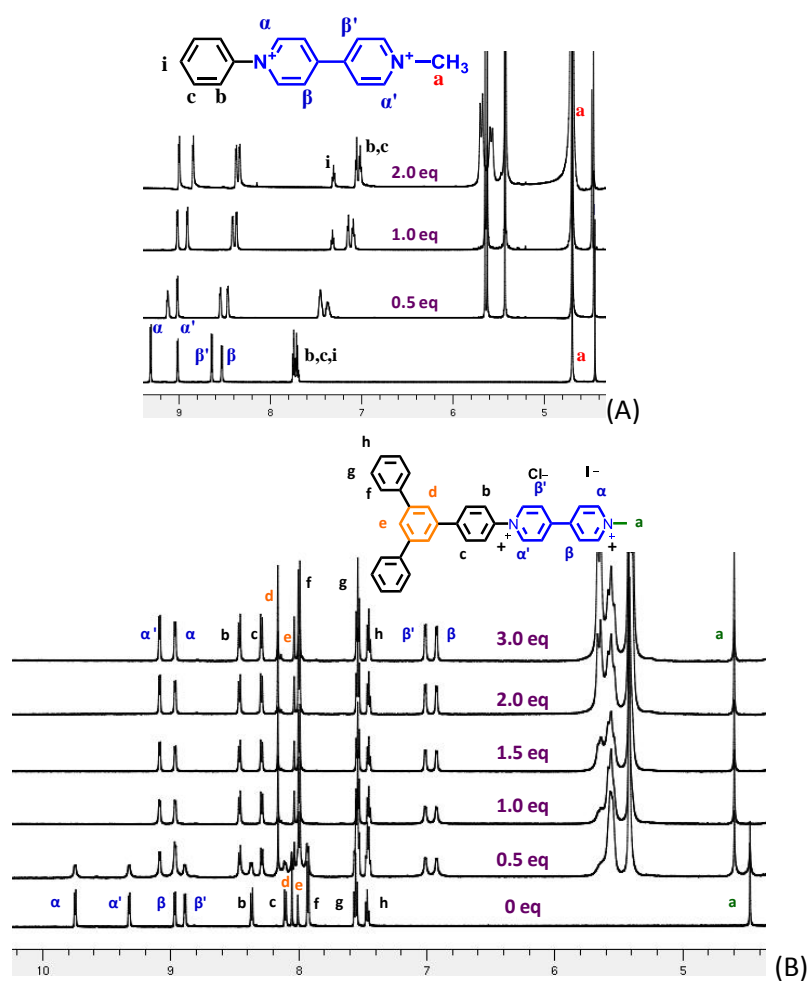 α β'
i N + N + CH₃
c b β α' a
a
b,c
i 2.0 eq
1.0 eq
0.5 eq
α α' β' β b,c,i a
9 8 7 6 5
(A)
h
g Cl⁻ I⁻
f d b β' α
e N N a
+ +
c α' β
f
d g
e h
α' α b c β' β 3.0 eq a
2.0 eq
1.5 eq
1.0 eq
0.5 eq
d e
α α' β β' b c f g h 0 eq a
10 9 8 7 6 5
(B)